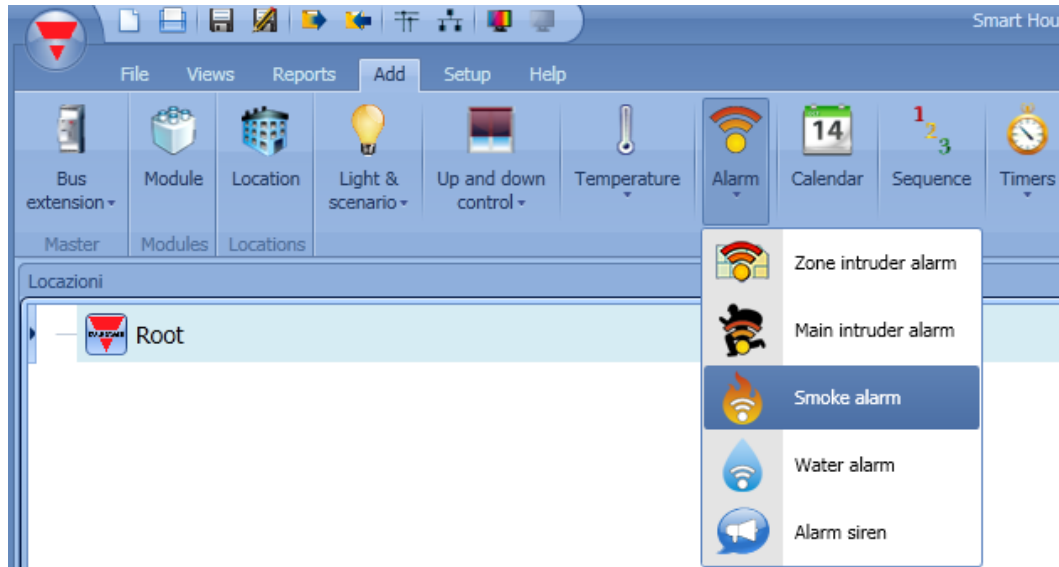 Smart Hou
File Views Reports Add Setup Help
14
1 2 3
Bus extension
Module
Location
Light & scenario
Up and down control
Temperature
Alarm
Calendar
Sequence
Timers
Master
Modules
Locations
Locazioni
Root
Zone intruder alarm
Main intruder alarm
Smoke alarm
Water alarm
Alarm siren